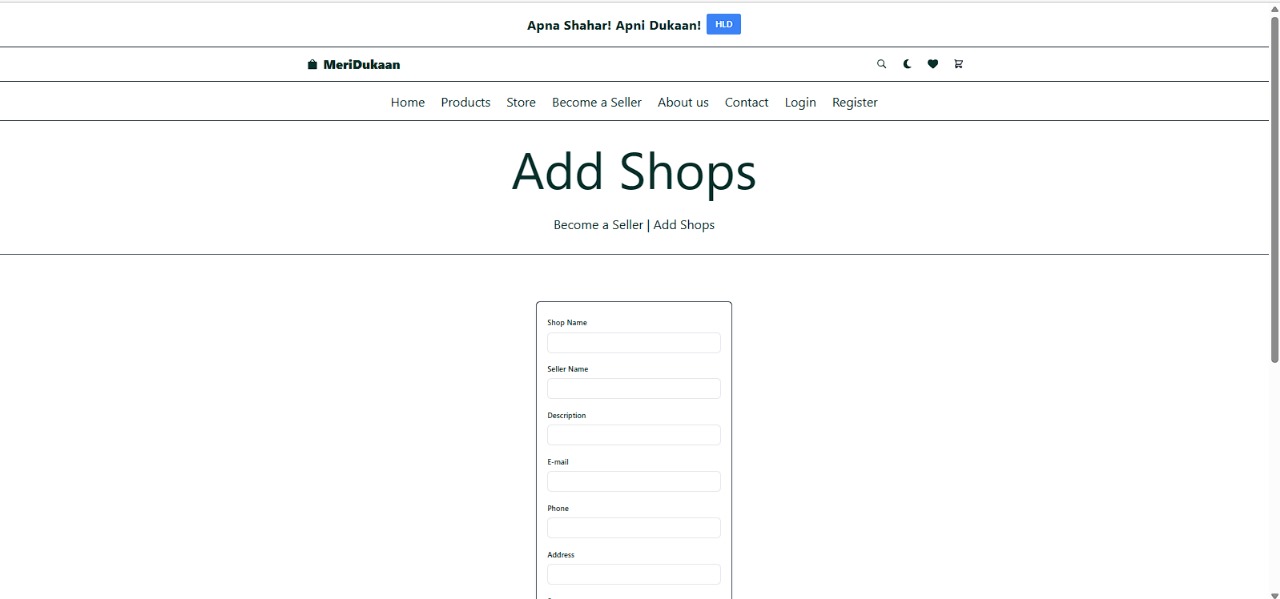 Apna Shahar! Apni Dukaan! HLD
MeriDukaan
Home Products Store Become a Seller About us Contact Login Register
Add Shops
Become a Seller | Add Shops
Shop Name
Seller Name
Description
E-mail
Phone
Address